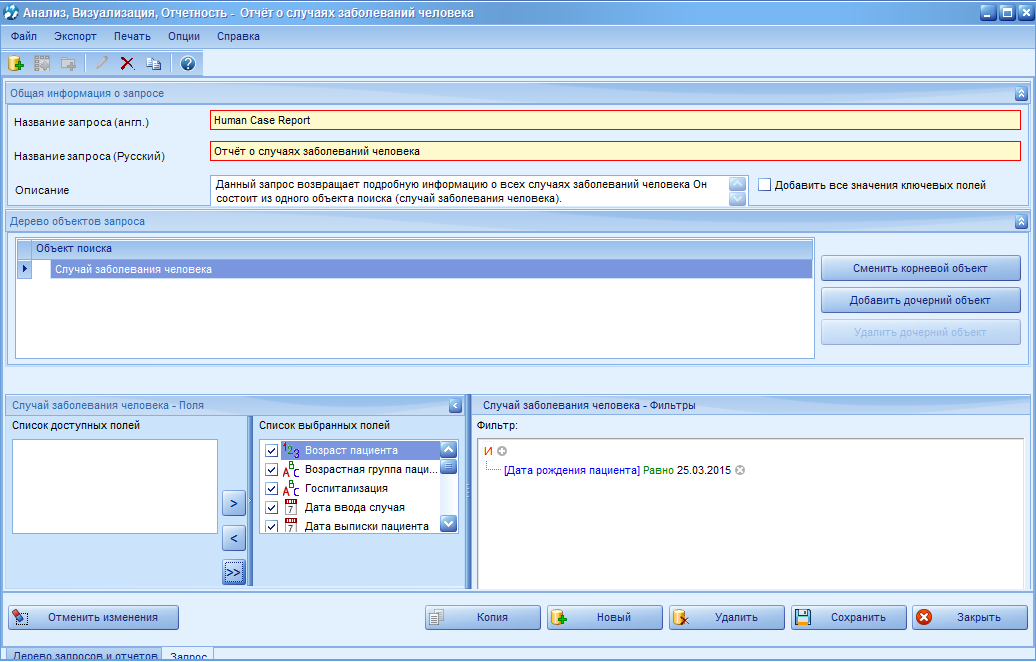 Анализ, Визуализация, Отчетность - Отчёт о случаях заболеваний человека
Файл Экспорт Печать Опции Справка
Общая информация о запросе
Название запроса (англ.) Human Case Report
Название запроса (Русский) Отчёт о случаях заболеваний человека
Описание Данный запрос возвращает подробную информацию о всех случаях заболеваний человека Он
состоит из одного объекта поиска (случай заболевания человека).
Добавить все значения ключевых полей
Дерево объектов запроса
Объект поиска
Случай заболевания человека
Сменить корневой объект
Добавить дочерний объект
Удалить дочерний объект
Случай заболевания человека - Поля
Список доступных полей
>
<
>>
Список выбранных полей
Возраст пациента
Возрастная группа паци...
Госпитализация
Дата ввода случая
Дата выписки пациента
Случай заболевания человека - Фильтры
Фильтр:
И
[Дата рождения пациента] Равно 25.03.2015
Отменить изменения Копия Новый Удалить Сохранить Закрыть
Дерево запросов и отчетов Запрос